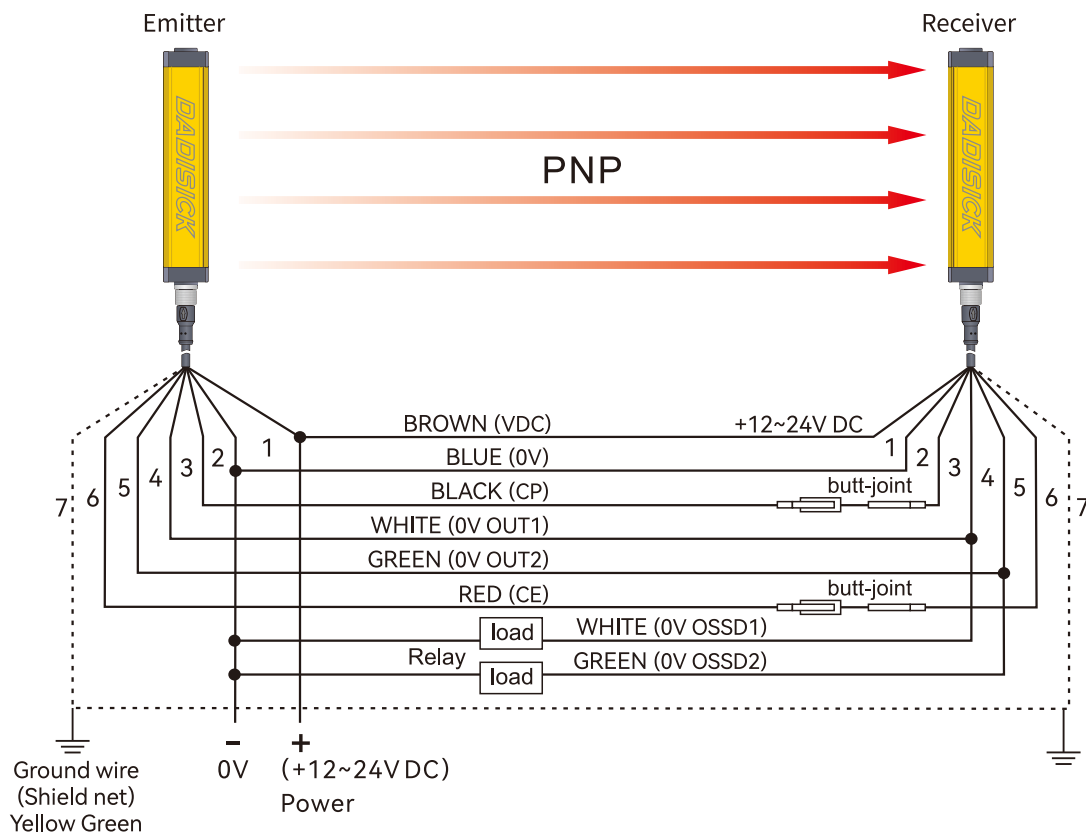 Emitter
Receiver
DADISICK
DADISICK
PNP
BROWN (VDC)
+12~24V DC
BLUE (0V)
BLACK (CP)
butt-joint
WHITE (0V OUT1)
GREEN (0V OUT2)
RED (CE)
butt-joint
load
WHITE (0V OSSD1)
Relay
load
GREEN (0V OSSD2)
7 6 5 4 3 2 1
1 2 3 4 5 6 7
-
+
0V
(+12~24V DC)
Power
Ground wire
(Shield net)
Yellow Green